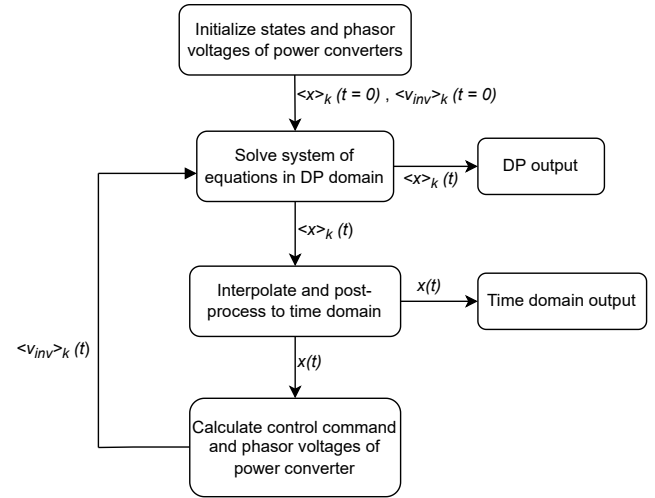 Initialize states and phasor
voltages of power converters
<x>k (t = 0) , <vinv>k (t = 0)
Solve system of
equations in DP domain
DP output
<x>k (t)
<x>k (t)
Interpolate and post-
process to time domain
x(t)
Time domain output
<vinv>k (t)
x(t)
Calculate control command
and phasor voltages of
power converter